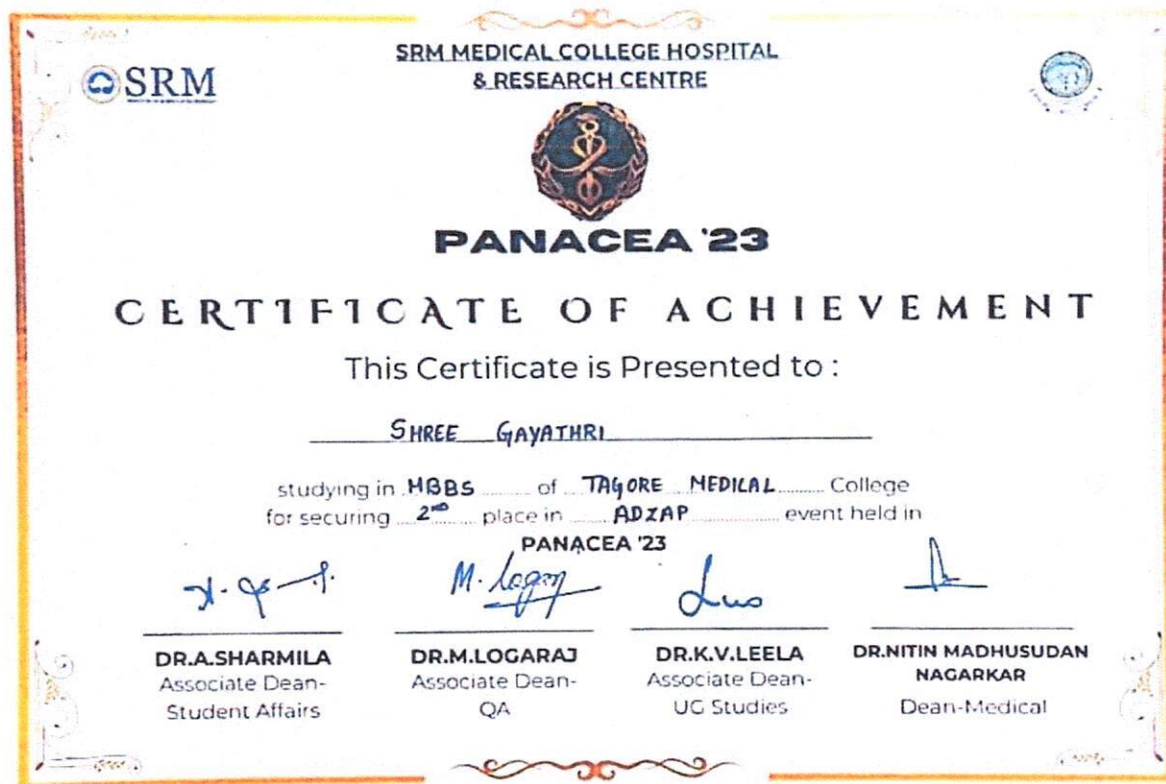 SRM MEDICAL COLLEGE HOSPITAL
& RESEARCH CENTRE
SRM
PANACEA '23
CERTIFICATE OF ACHIEVEMENT
This Certificate is Presented to :
SHREE GAYATHRI
studying in MBBS of TAGORE MEDICAL College
for securing 2nd place in ADZAP event held in
PANACEA '23
M. Logaraj
DR.A.SHARMILA
Associate Dean-
Student Affairs
DR.M.LOGARAJ
Associate Dean-
QA
DR.K.V.LEELA
Associate Dean-
UG Studies
DR.NITIN MADHUSUDAN
NAGARKAR
Dean-Medical